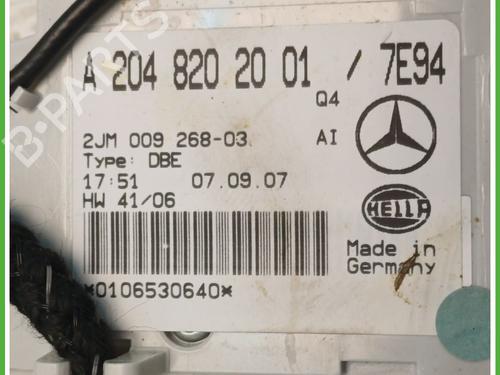 A 204 820 20 01 / 7E94
Q4
2JM 009 268-03 AI
Type: DBE
17:51 07.09.07
HW 41/06
HELLA
Made in
Germany
*0106530640*
B-PARTS